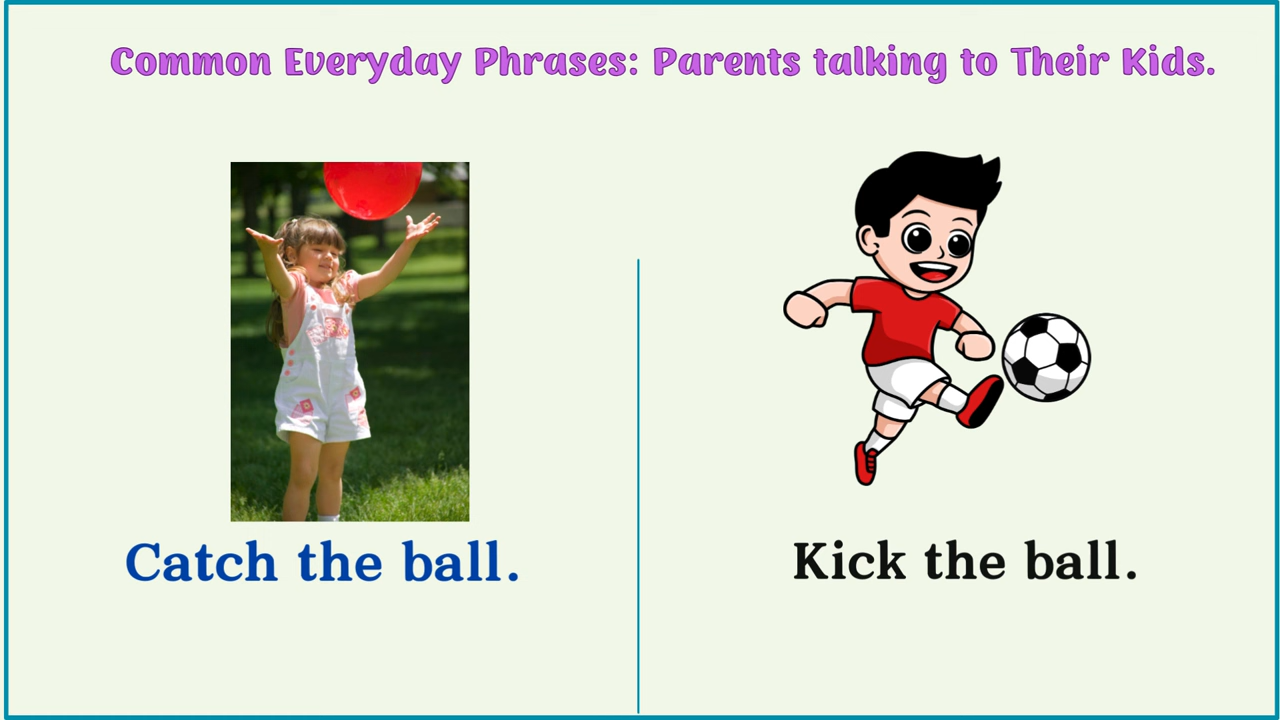 Common Everyday Phrases: Parents talking to Their Kids.
Catch the ball.
Kick the ball.